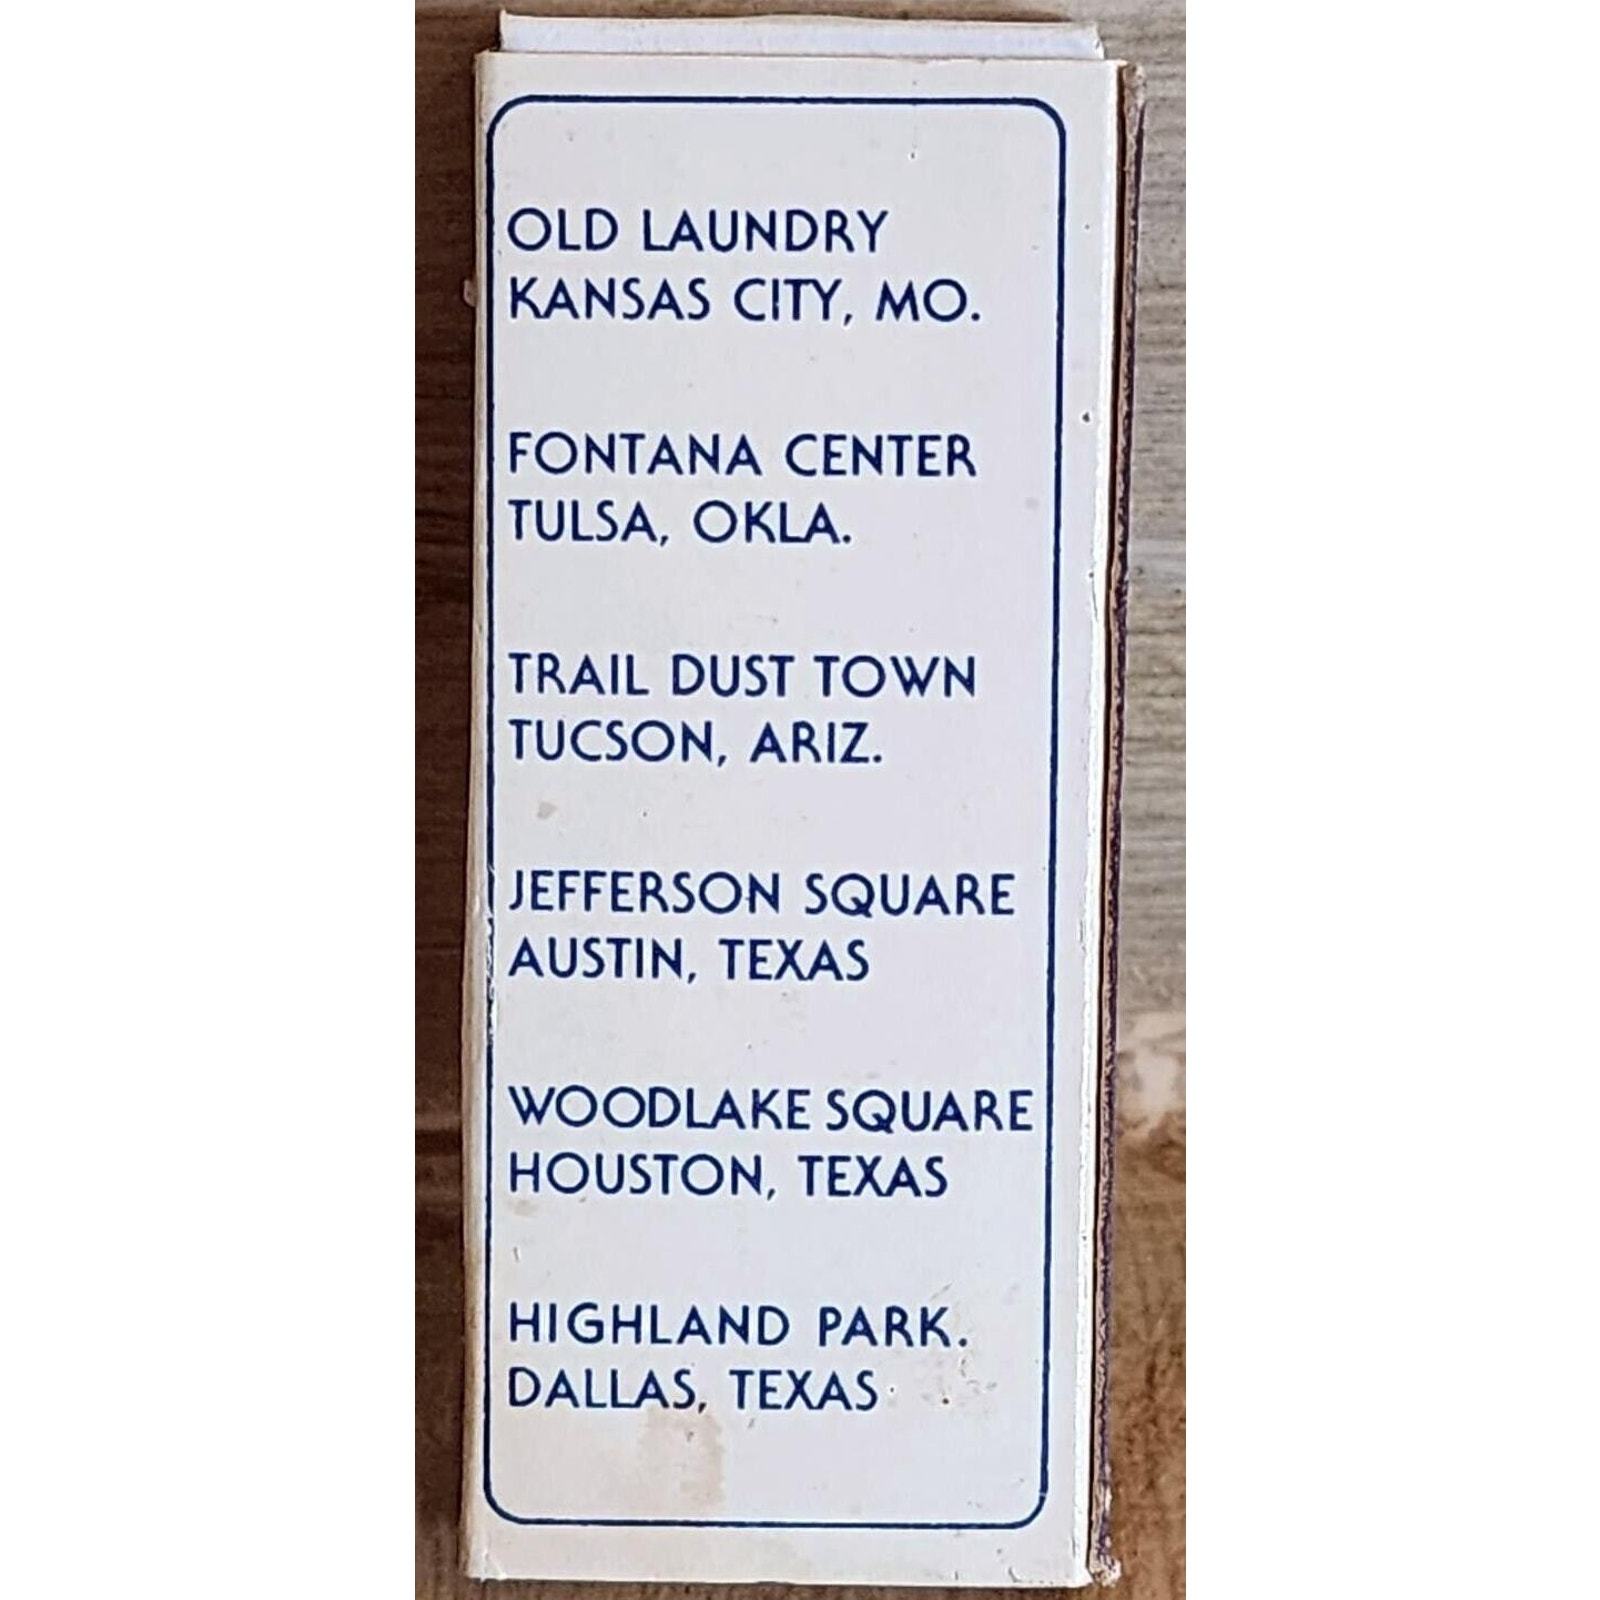 OLD LAUNDRY
KANSAS CITY, MO.
FONTANA CENTER
TULSA, OKLA.
TRAIL DUST TOWN
TUCSON, ARIZ.
JEFFERSON SQUARE
AUSTIN, TEXAS
WOODLAKE SQUARE
HOUSTON, TEXAS
HIGHLAND PARK.
DALLAS, TEXAS